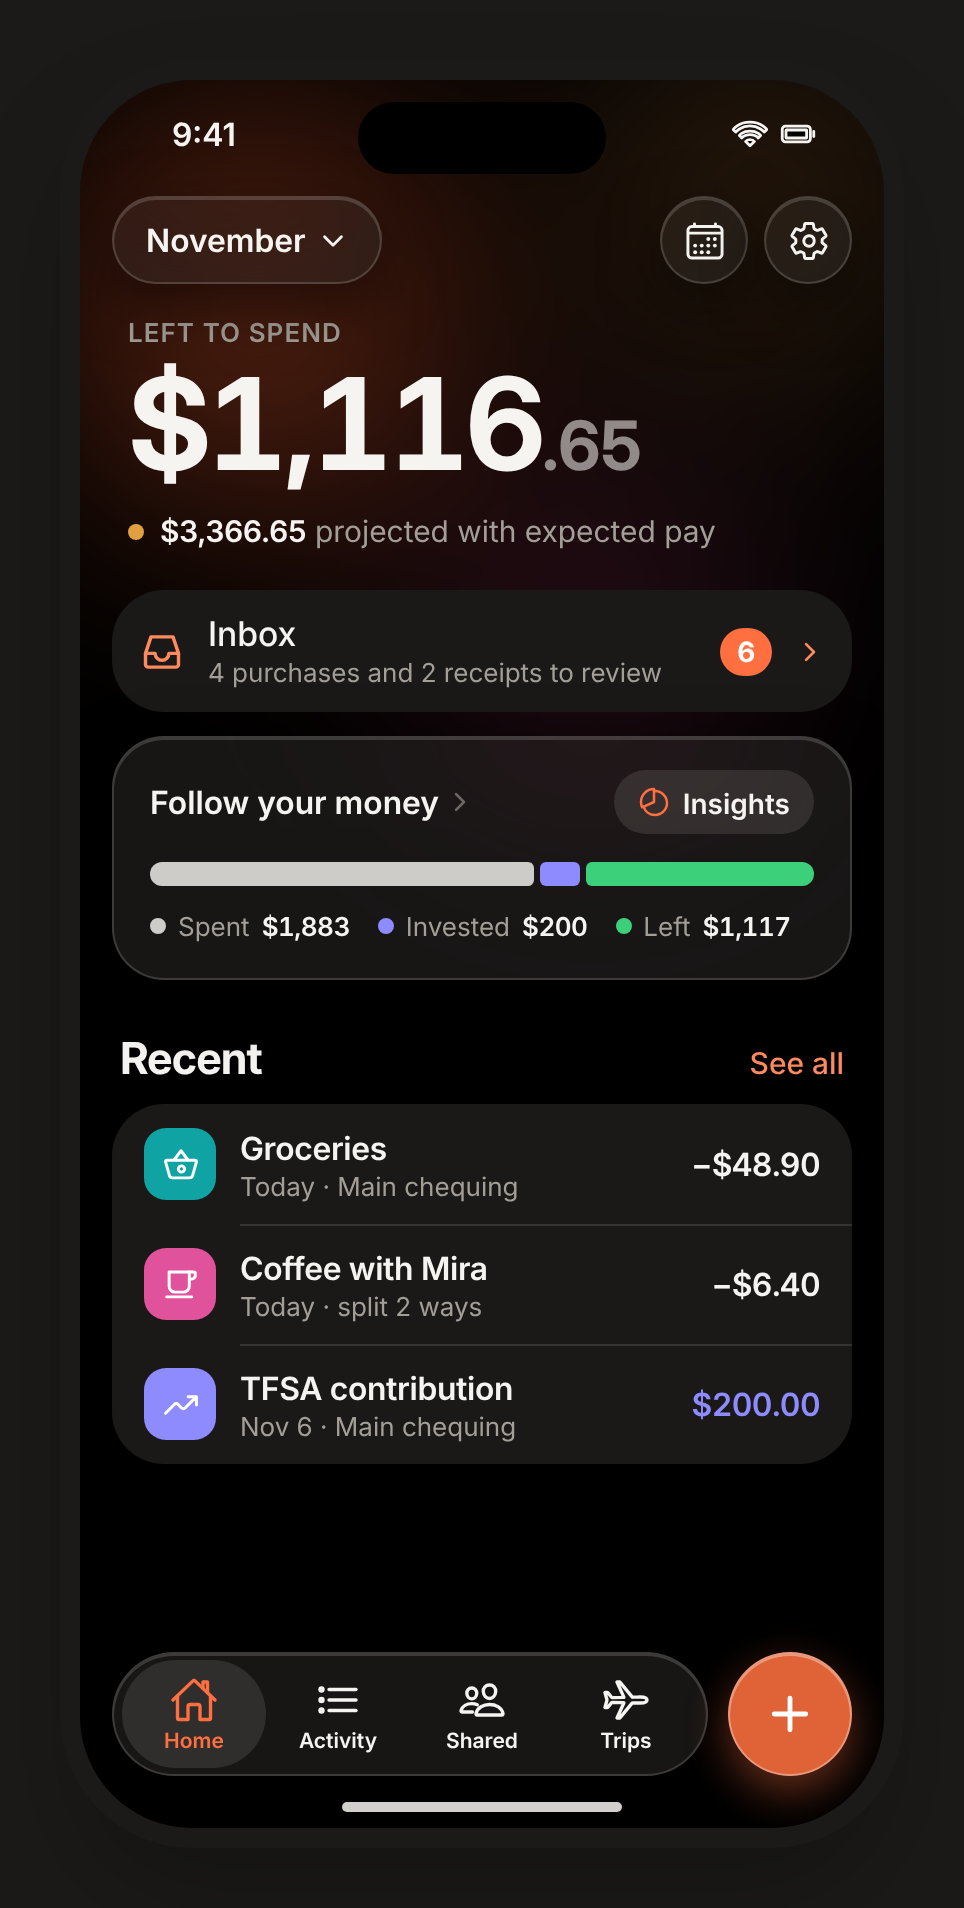 9:41
November
LEFT TO SPEND
$1,116.65
$3,366.65 projected with expected pay
Inbox
4 purchases and 2 receipts to review
6
Follow your money
Insights
Spent $1,883 Invested $200 Left $1,117
Recent
See all
Groceries
Today · Main chequing
−$48.90
Coffee with Mira
Today · split 2 ways
−$6.40
TFSA contribution
Nov 6 · Main chequing
$200.00
Home
Activity
Shared
Trips